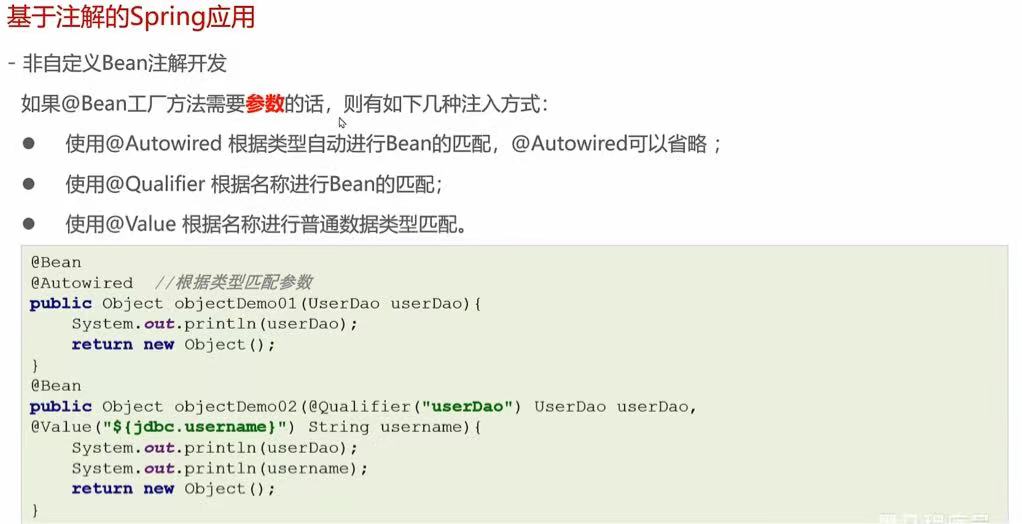 基于注解的Spring应用
- 非自定义Bean注解开发
如果@Bean工厂方法需要参数的话，则有如下几种注入方式：
● 使用@Autowired 根据类型自动进行Bean的匹配，@Autowired可以省略 ；
● 使用@Qualifier 根据名称进行Bean的匹配；
● 使用@Value 根据名称进行普通数据类型匹配。
@Bean
@Autowired //根据类型匹配参数
public Object objectDemo01(UserDao userDao){
    System.out.println(userDao);
    return new Object();
}
@Bean
public Object objectDemo02(@Qualifier("userDao") UserDao userDao,
@Value("${jdbc.username}") String username){
    System.out.println(userDao);
    System.out.println(username);
    return new Object();
}